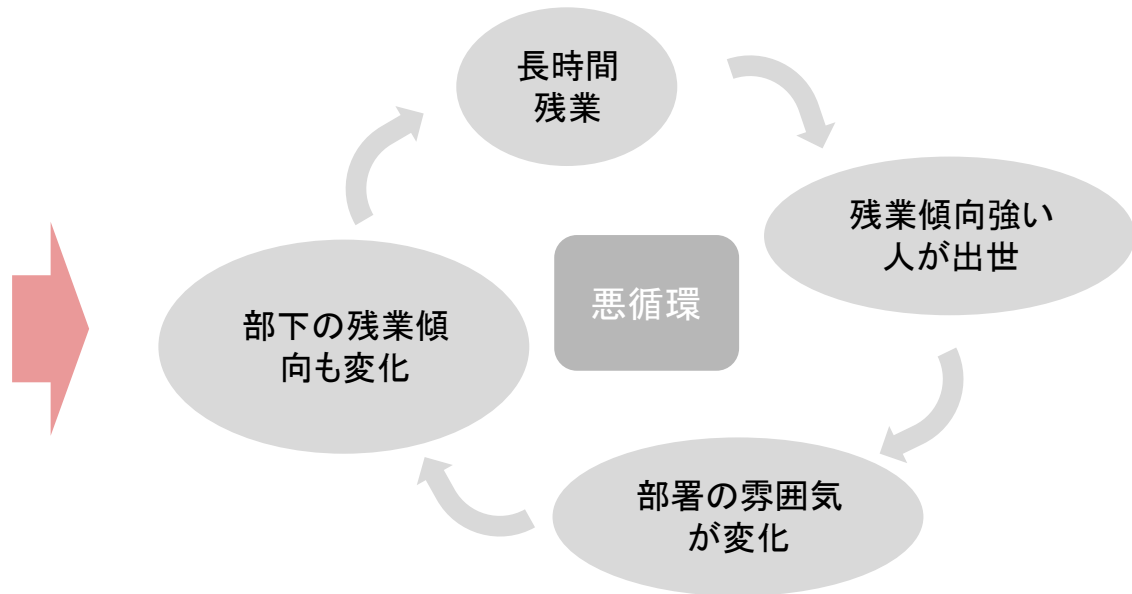 長時間
残業
残業傾向強い
人が出世
悪循環
部下の残業傾
向も変化
部署の雰囲気
が変化